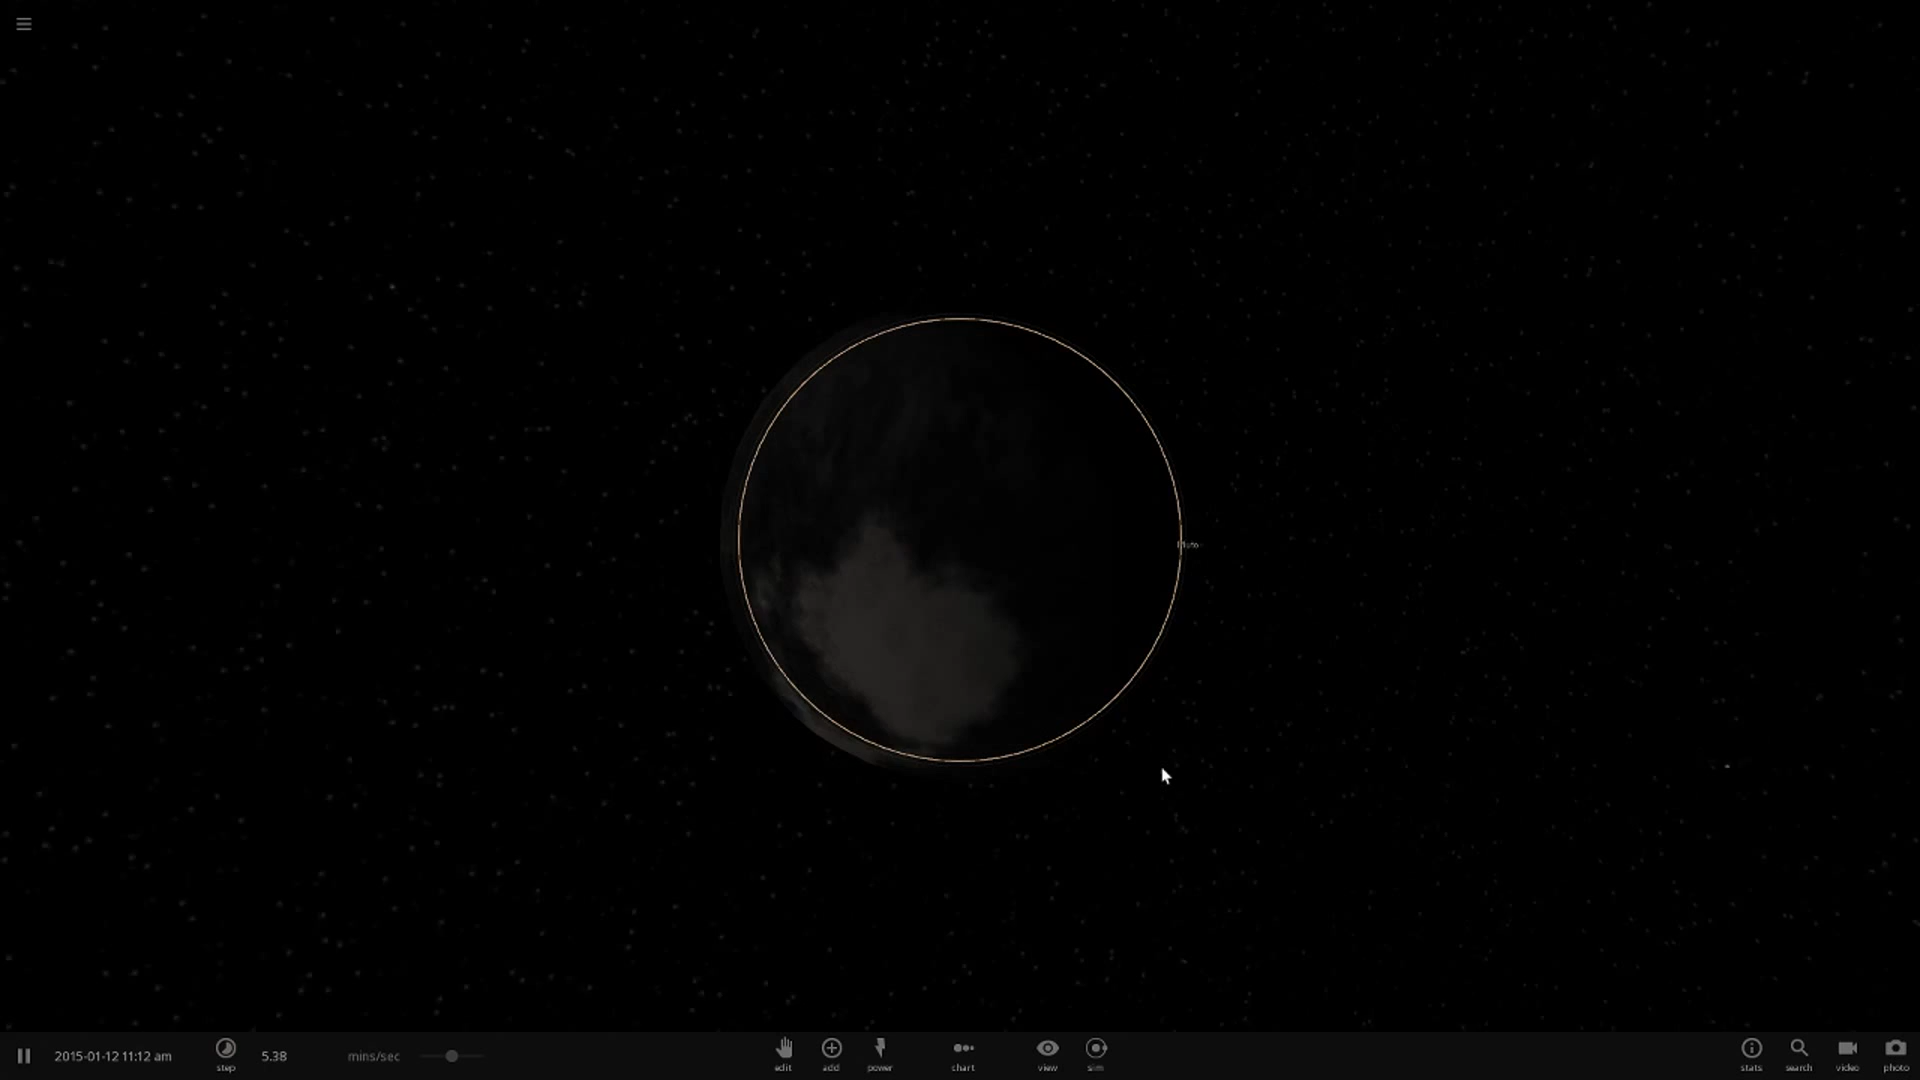 Pluto
2015-01-12 11:12 am
step
5.38
mins/sec
edit
add
power
chart
view
sim
stats
search
video
photo